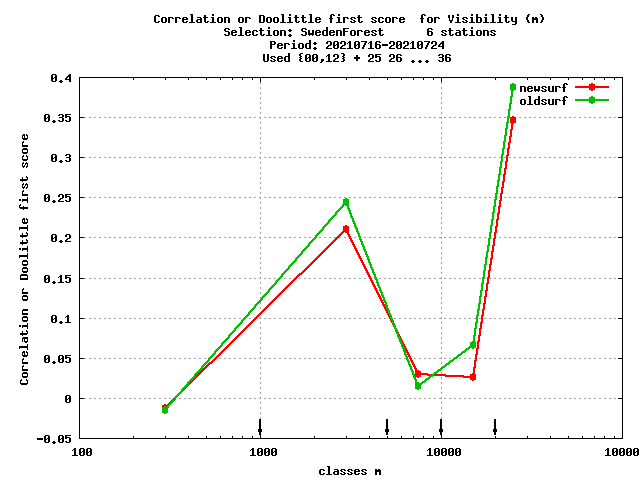 Correlation or Doolittle first score  for Visibility (m)
Selection: SwedenForest      6 stations
Period: 20210716-20210724
Used {00,12} + 25 26 ... 36
newsurf
oldsurf
0.4
0.35
0.3
0.25
0.2
0.15
0.1
0.05
0
-0.05
Correlation or Doolittle first score
100 1000 10000 10000
classes m